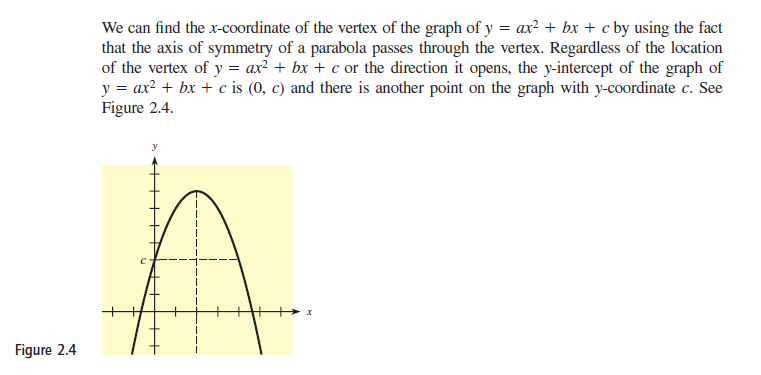 We can find the x-coordinate of the vertex of the graph of y = ax² + bx + c by using the fact
that the axis of symmetry of a parabola passes through the vertex. Regardless of the location
of the vertex of y = ax² + bx + c or the direction it opens, the y-intercept of the graph of
y = ax² + bx + c is (0, c) and there is another point on the graph with y-coordinate c. See
Figure 2.4.
y
c
x
Figure 2.4